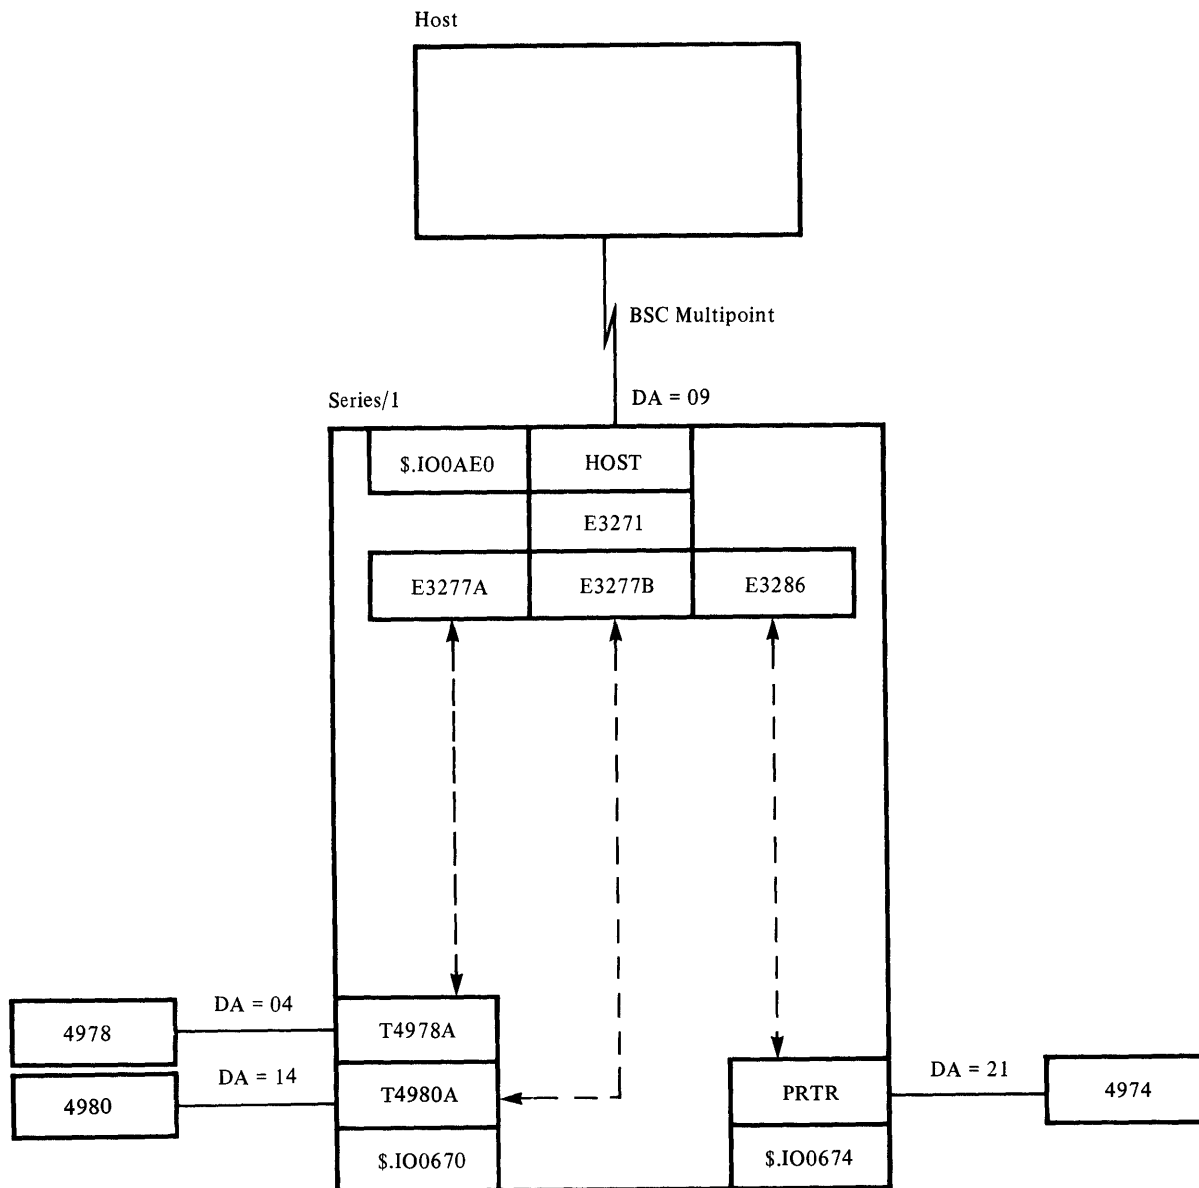 Host
BSC Multipoint
Series/1
DA = 09
$.IO0AE0
HOST
E3271
E3277A
E3277B
E3286
DA = 04
4978
T4978A
DA = 14
4980
T4980A
PRTR
DA = 21
4974
$.IO0670
$.IO0674